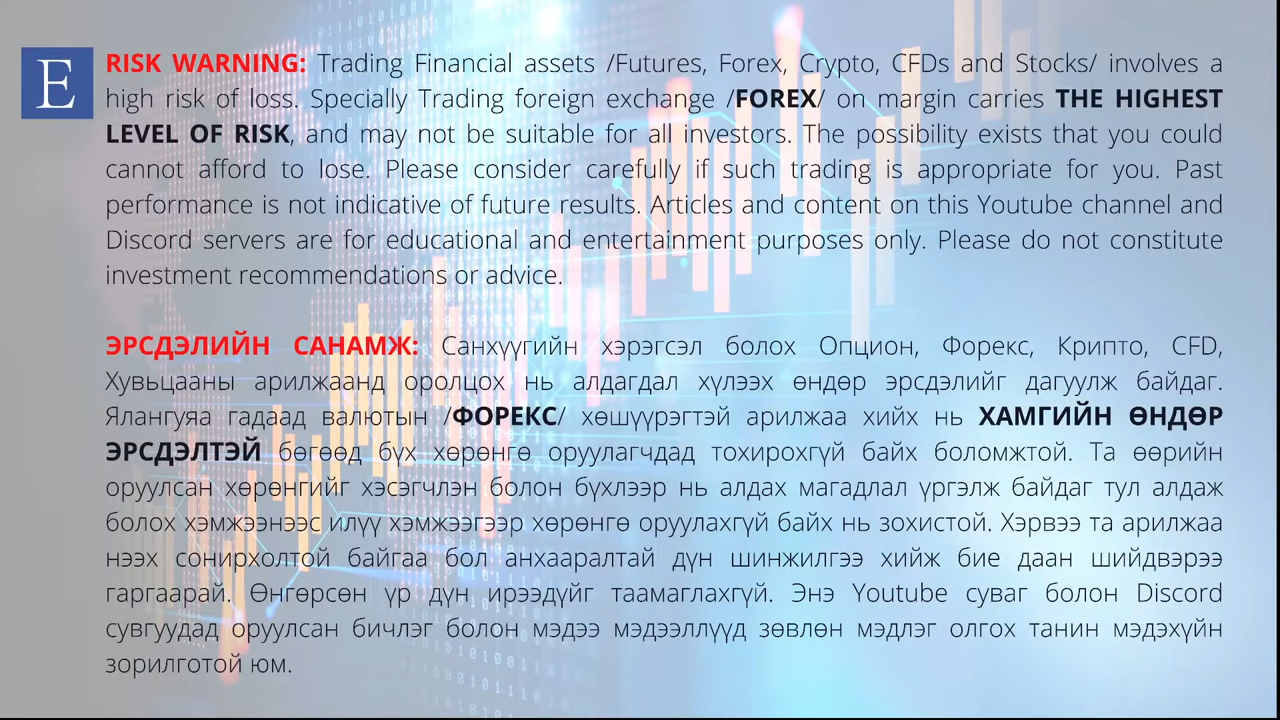 E
RISK WARNING: Trading Financial assets /Futures, Forex, Crypto, CFDs and Stocks/ involves a
high risk of loss. Specially Trading foreign exchange /FOREX/ on margin carries THE HIGHEST
LEVEL OF RISK, and may not be suitable for all investors. The possibility exists that you could
cannot afford to lose. Please consider carefully if such trading is appropriate for you. Past
performance is not indicative of future results. Articles and content on this Youtube channel and
Discord servers are for educational and entertainment purposes only. Please do not constitute
investment recommendations or advice.
ЭРСДЭЛИЙН САНАМЖ: Санхүүгийн хэрэгсэл болох Опцион, Форекс, Крипто, CFD,
Хувьцааны арилжаанд оролцох нь алдагдал хүлээх өндөр эрсдэлийг дагуулж байдаг.
Ялангуяа гадаад валютын /ФОРЕКС/ хөшүүрэгтэй арилжаа хийх нь ХАМГИЙН ӨНДӨР
ЭРСДЭЛТЭЙ бөгөөд бүх хөрөнгө оруулагчдад тохирохгүй байх боломжтой. Та өөрийн
оруулсан хөрөнгийг хэсэгчлэн болон бүхлээр нь алдах магадлал үргэлж байдаг тул алдаж
болох хэмжээнээс илүү хэмжээгээр хөрөнгө оруулахгүй байх нь зохистой. Хэрвээ та арилжаа
нээх сонирхолтой байгаа бол анхааралтай дүн шинжилгээ хийж бие даан шийдвэрээ
гаргаарай. Өнгөрсөн үр дүн ирээдүйг таамаглахгүй. Энэ Youtube суваг болон Discord
сувгуудад оруулсан бичлэг болон мэдээ мэдээллүүд зөвлөн мэдлэг олгох танин мэдэхүйн
зорилготой юм.